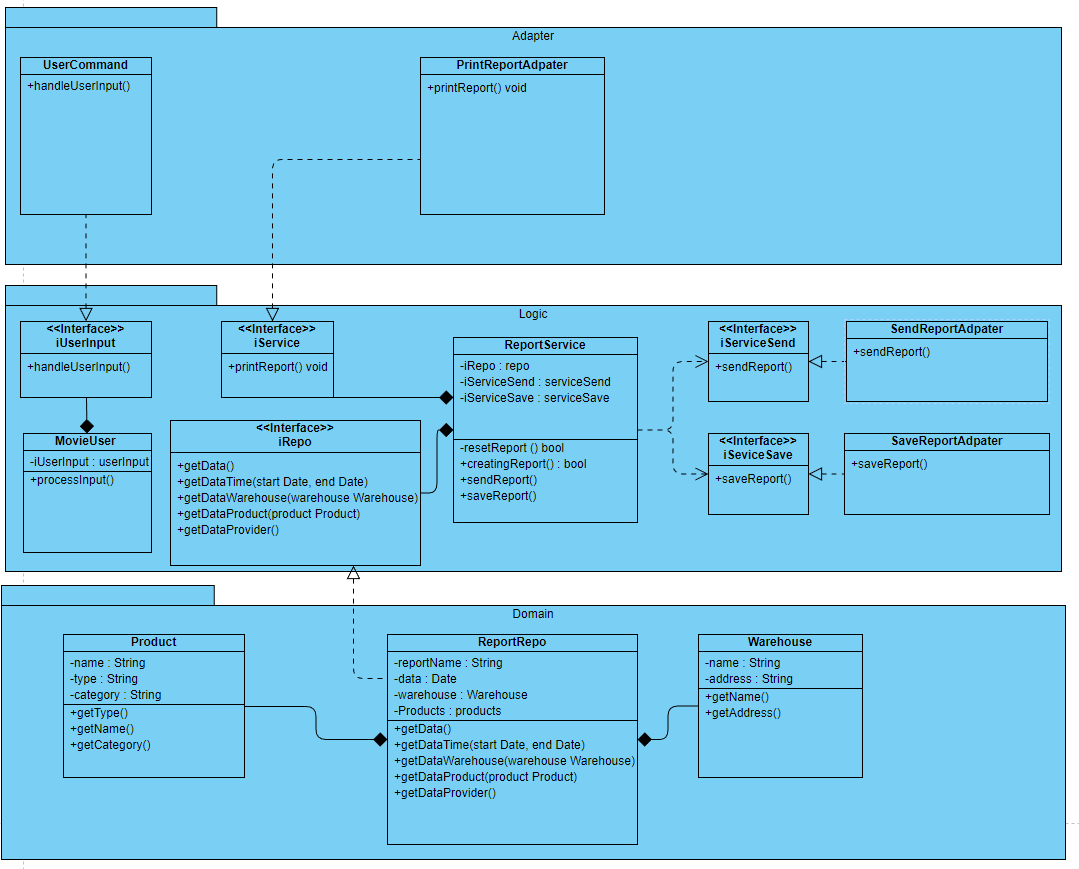 Adapter
UserCommand
+handleUserInput()
PrintReportAdpater
+printReport() void
Logic
<<Interface>>
iUserInput
+handleUserInput()
<<Interface>>
iService
+printReport() void
ReportService
-iRepo : repo
-iServiceSend : serviceSend
-iServiceSave : serviceSave
-resetReport () bool
+creatingReport() : bool
+sendReport()
+saveReport()
<<Interface>>
iServiceSend
+sendReport()
SendReportAdpater
+sendReport()
MovieUser
-iUserInput : userInput
+processInput()
<<Interface>>
iRepo
+getData()
+getDataTime(start Date, end Date)
+getDataWarehouse(warehouse Warehouse)
+getDataProduct(product Product)
+getDataProvider()
<<Interface>>
iSeviceSave
+saveReport()
SaveReportAdpater
+saveReport()
Domain
Product
-name : String
-type : String
-category : String
+getType()
+getName()
+getCategory()
ReportRepo
-reportName : String
-data : Date
-warehouse : Warehouse
-Products : products
+getData()
+getDataTime(start Date, end Date)
+getDataWarehouse(warehouse Warehouse)
+getDataProduct(product Product)
+getDataProvider()
Warehouse
-name : String
-address : String
+getName()
+getAddress()